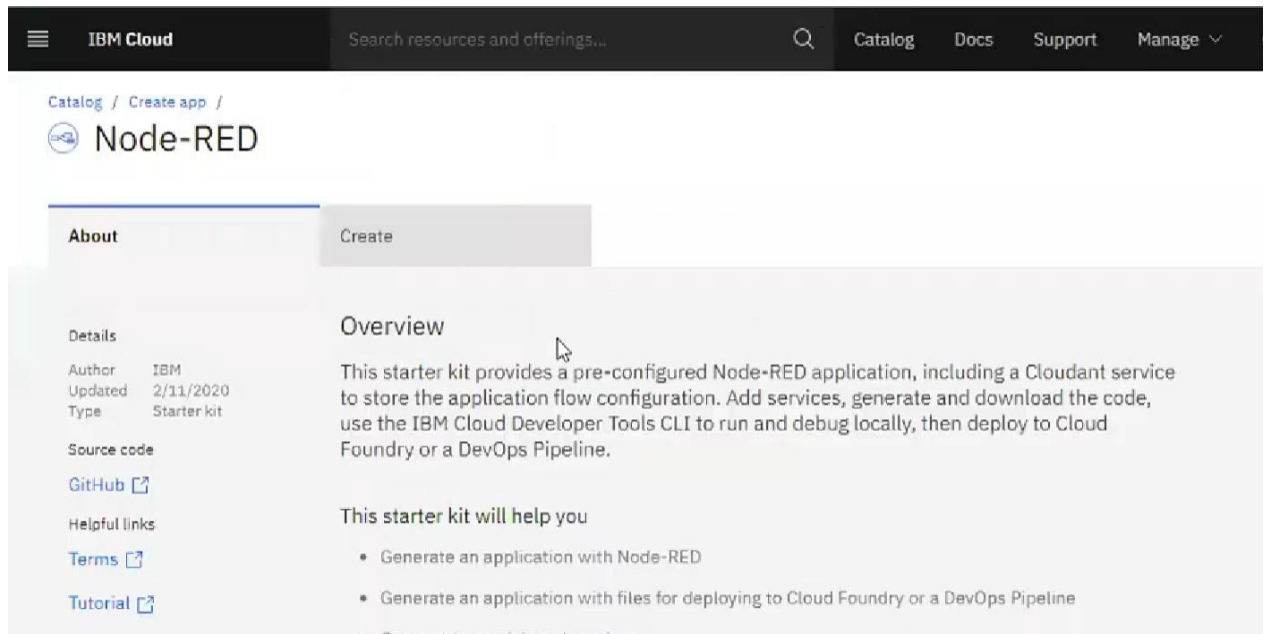 IBM Cloud
Search resources and offerings...
Catalog
Docs
Support
Manage
Catalog / Create app /
Node-RED
About
Create
Details
Author IBM
Updated 2/11/2020
Type Starter kit
Source code
GitHub
Helpful links
Terms
Tutorial
Overview
This starter kit provides a pre-configured Node-RED application, including a Cloudant service
to store the application flow configuration. Add services, generate and download the code,
use the IBM Cloud Developer Tools CLI to run and debug locally, then deploy to Cloud
Foundry or a DevOps Pipeline.
This starter kit will help you
• Generate an application with Node-RED
• Generate an application with files for deploying to Cloud Foundry or a DevOps Pipeline